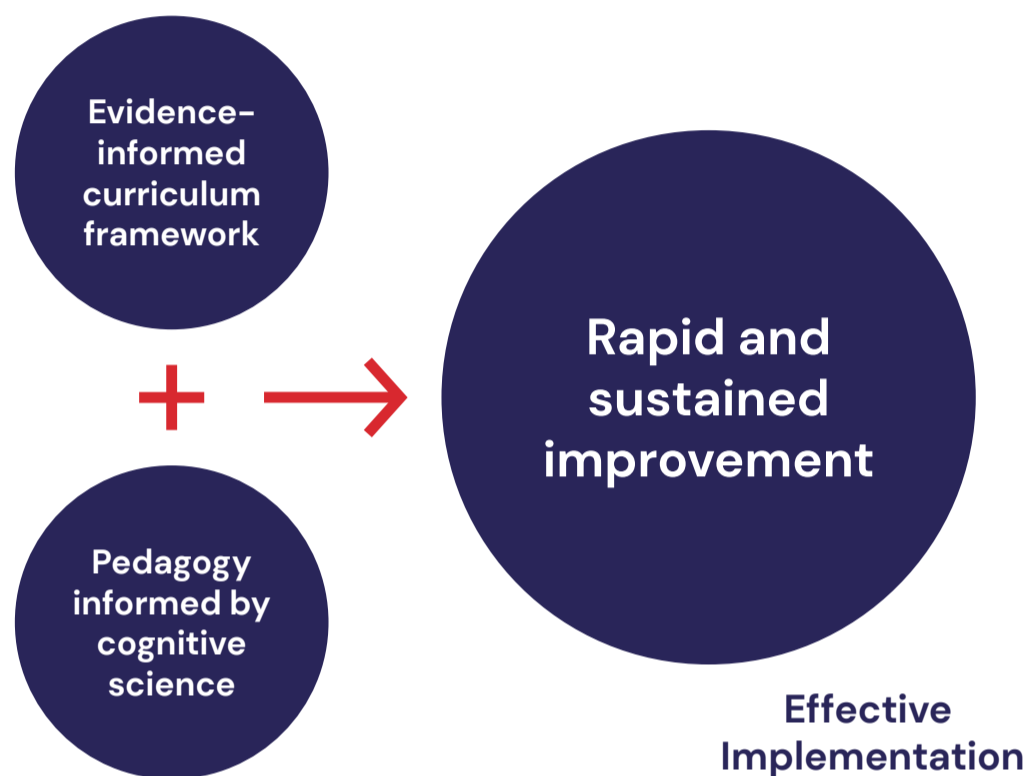 Evidence-
informed
curriculum
framework
+
Pedagogy
informed by
cognitive
science
Rapid and
sustained
improvement
Effective
Implementation